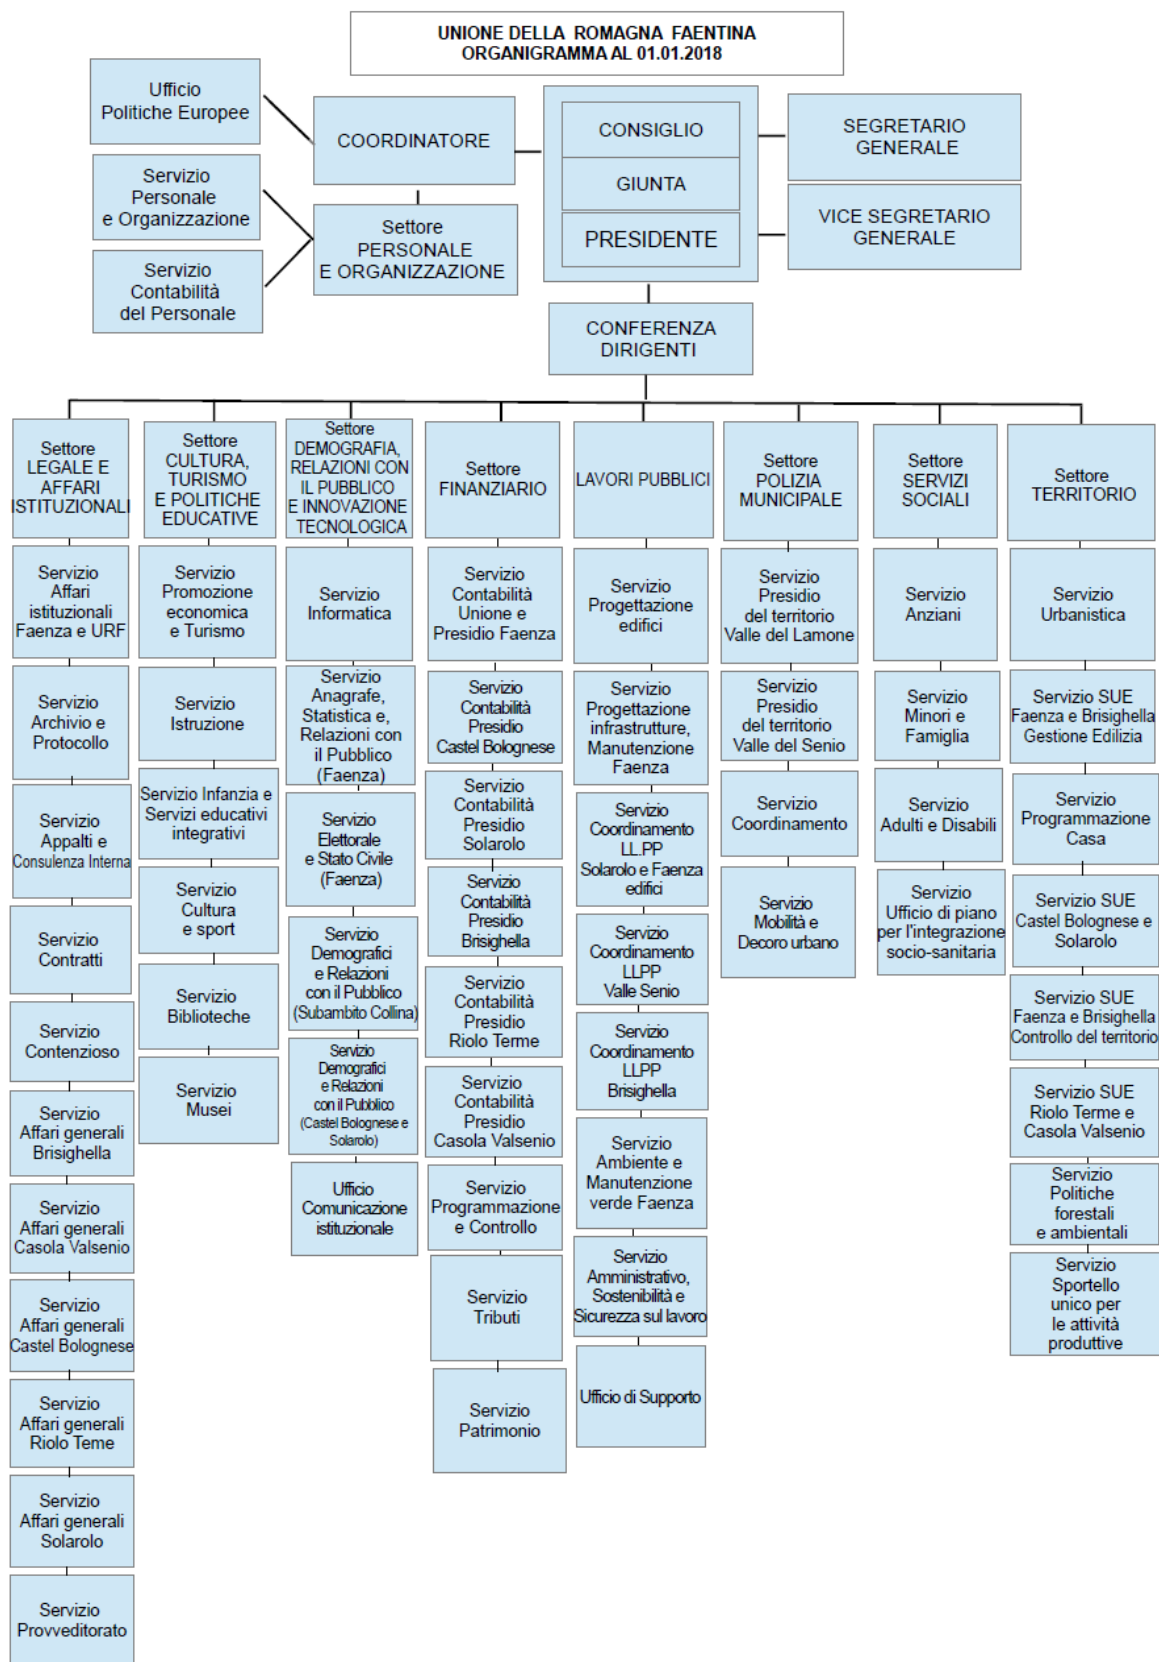 UNIONE DELLA ROMAGNA FAENTINA
ORGANIGRAMMA AL 01.01.2018
Ufficio
Politiche Europee
COORDINATORE
CONSIGLIO
GIUNTA
PRESIDENTE
SEGRETARIO
GENERALE
VICE SEGRETARIO
GENERALE
Servizio
Personale
e Organizzazione
Settore
PERSONALE
E ORGANIZZAZIONE
Servizio
Contabilità
del Personale
CONFERENZA
DIRIGENTI
Settore
LEGALE E
AFFARI
ISTITUZIONALI
Servizio
Affari
istituzionali
Faenza e URF
Servizio
Archivio e
Protocollo
Servizio
Appalti e
Consulenza Interna
Servizio
Contratti
Servizio
Contenzioso
Servizio
Affari generali
Brisighella
Servizio
Affari generali
Casola Valsenio
Servizio
Affari generali
Castel Bolognese
Servizio
Affari generali
Riolo Teme
Servizio
Affari generali
Solarolo
Servizio
Provveditorato
Settore
CULTURA,
TURISMO
E POLITICHE
EDUCATIVE
Servizio
Promozione
economica
e Turismo
Servizio
Istruzione
Servizio Infanzia e
Servizi educativi
integrativi
Servizio
Cultura
e sport
Servizio
Biblioteche
Servizio
Musei
Settore
DEMOGRAFIA,
RELAZIONI CON
IL PUBBLICO
E INNOVAZIONE
TECNOLOGICA
Servizio
Informatica
Servizio
Anagrafe,
Statistica e,
Relazioni con
il Pubblico
(Faenza)
Servizio
Elettorale
e Stato Civile
(Faenza)
Servizio
Demografici
e Relazioni
con il Pubblico
(Subambito Collina)
Servizio
Demografici
e Relazioni
con il Pubblico
(Castel Bolognese e
Solarolo)
Ufficio
Comunicazione
istituzionale
Settore
FINANZIARIO
Servizio
Contabilità
Unione e
Presidio Faenza
Servizio
Contabilità
Presidio
Castel Bolognese
Servizio
Contabilità
Presidio
Solarolo
Servizio
Contabilità
Presidio
Brisighella
Servizio
Contabilità
Presidio
Riolo Terme
Servizio
Contabilità
Presidio
Casola Valsenio
Servizio
Programmazione
e Controllo
Servizio
Tributi
Servizio
Patrimonio
LAVORI PUBBLICI
Servizio
Progettazione
edifici
Servizio
Progettazione
infrastrutture,
Manutenzione
Faenza
Servizio
Coordinamento
LL.PP
Solarolo e Faenza
edifici
Servizio
Coordinamento
LLPP
Valle Senio
Servizio
Coordinamento
LLPP
Brisighella
Servizio
Ambiente e
Manutenzione
verde Faenza
Servizio
Amministrativo,
Sostenibilità e
Sicurezza sul lavoro
Ufficio di Supporto
Settore
POLIZIA
MUNICIPALE
Servizio
Presidio
del territorio
Valle del Lamone
Servizio
Presidio
del territorio
Valle del Senio
Servizio
Coordinamento
Servizio
Mobilità e
Decoro urbano
Settore
SERVIZI
SOCIALI
Servizio
Anziani
Servizio
Minori e
Famiglia
Servizio
Adulti e Disabili
Servizio
Ufficio di piano
per l'integrazione
socio-sanitaria
Settore
TERRITORIO
Servizio
Urbanistica
Servizio SUE
Faenza e Brisighella
Gestione Edilizia
Servizio
Programmazione
Casa
Servizio SUE
Castel Bolognese e
Solarolo
Servizio SUE
Faenza e Brisighella
Controllo del territorio
Servizio SUE
Riolo Terme e
Casola Valsenio
Servizio
Politiche
forestali
e ambientali
Servizio
Sportello
unico per
le attività
produttive